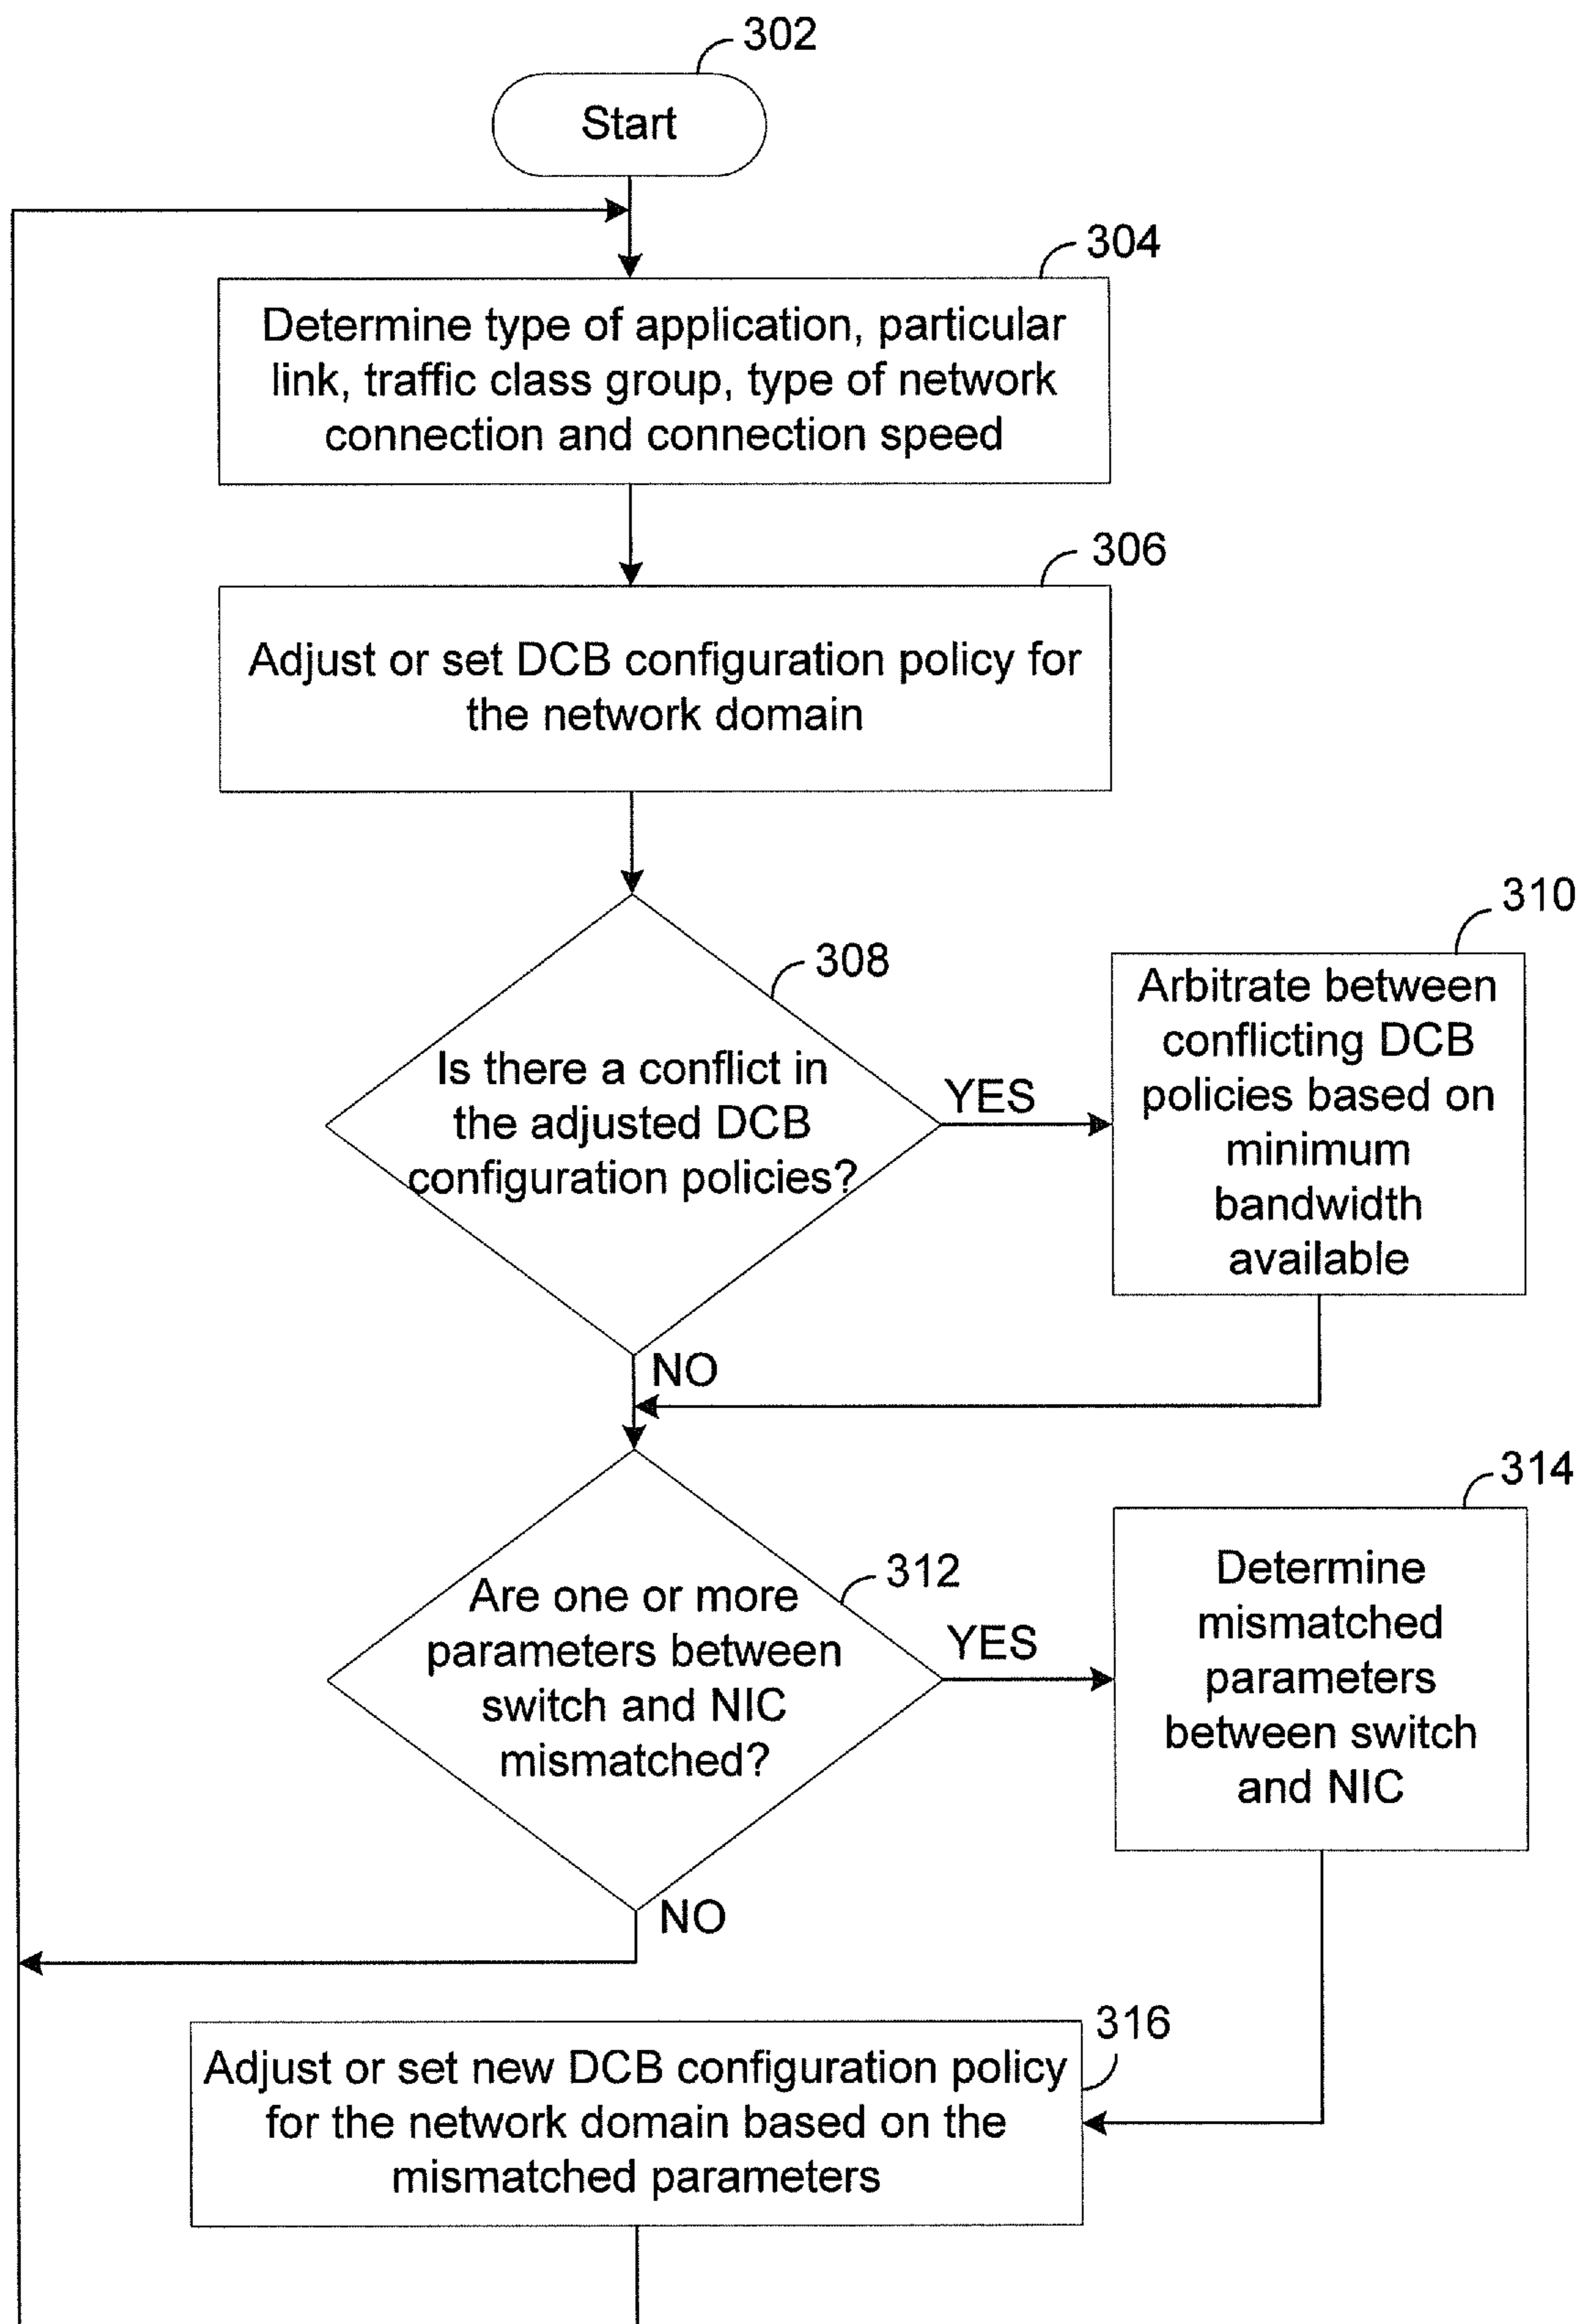 302
Start
304
Determine type of application, particular
link, traffic class group, type of network
connection and connection speed
306
Adjust or set DCB configuration policy for
the network domain
308
Is there a conflict in
the adjusted DCB
configuration policies?
YES
310
Arbitrate between
conflicting DCB
policies based on
minimum
bandwidth
available
NO
312
Are one or more
parameters between
switch and NIC
mismatched?
YES
314
Determine
mismatched
parameters
between switch
and NIC
NO
316
Adjust or set new DCB configuration policy
for the network domain based on the
mismatched parameters